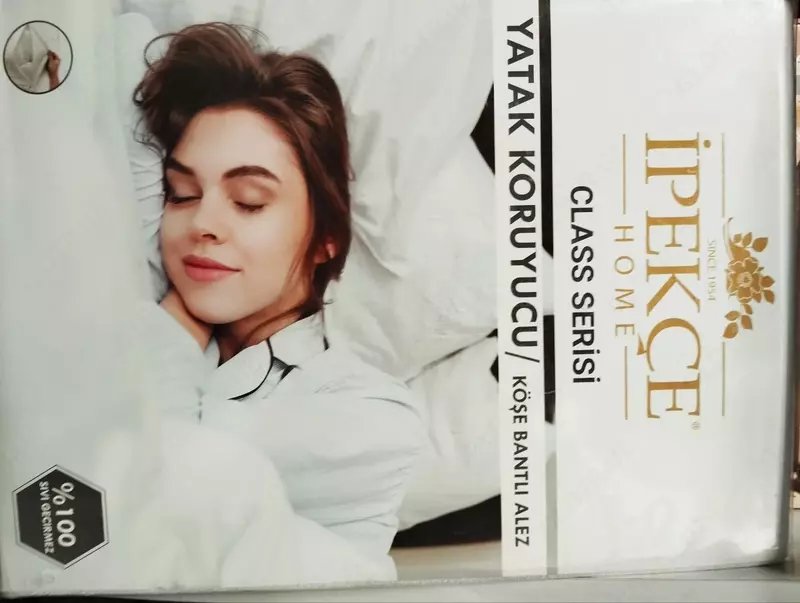 SINCE 1954
İPEKÇE®
HOME
CLASS SERİSİ
YATAK KORUYUCU/ KÖŞE BANTLI ALEZ
%100
SIVI GEÇİRMEZ